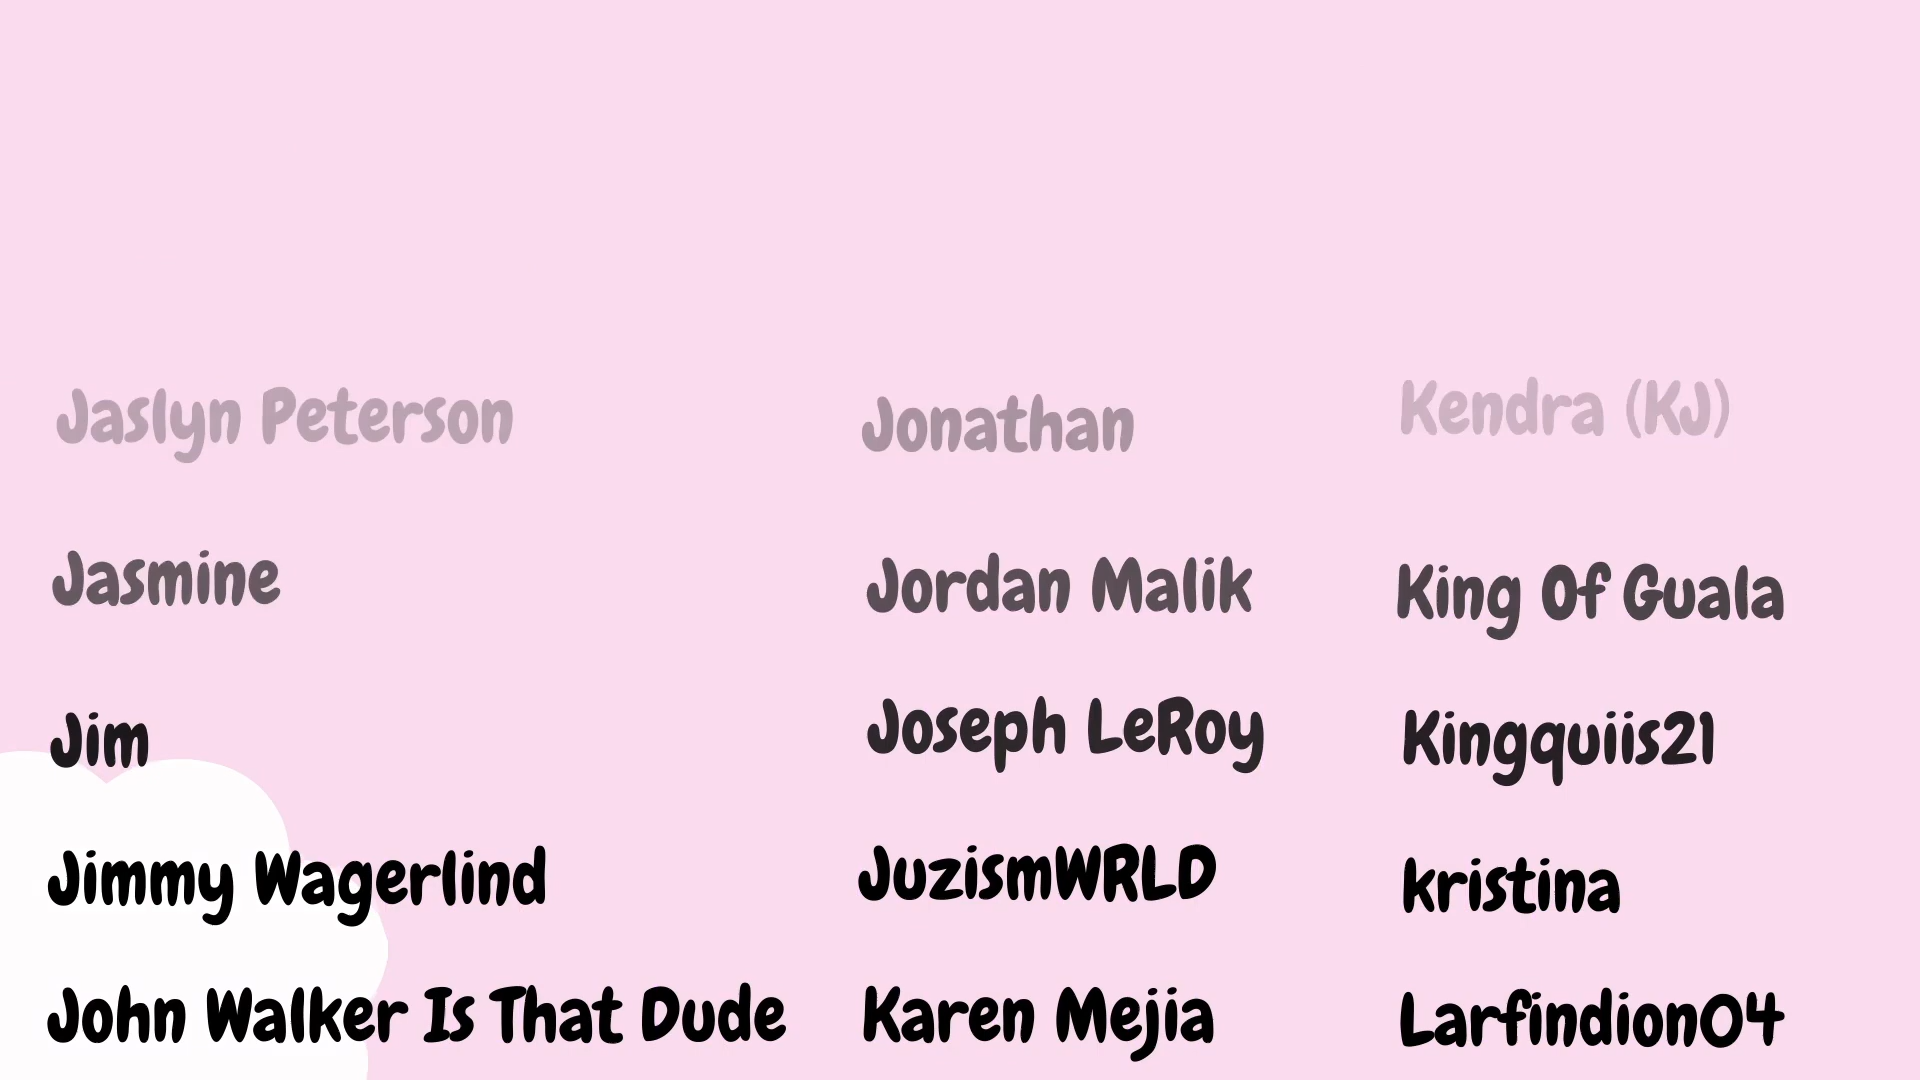 Jaslyn Peterson
Jasmine
Jim
Jimmy Wagerlind
John Walker Is That Dude
Jonathan
Jordan Malik
Joseph LeRoy
JuzismWRLD
Karen Mejia
Kendra (KJ)
King Of Guala
Kingquiis21
kristina
Larfindion04